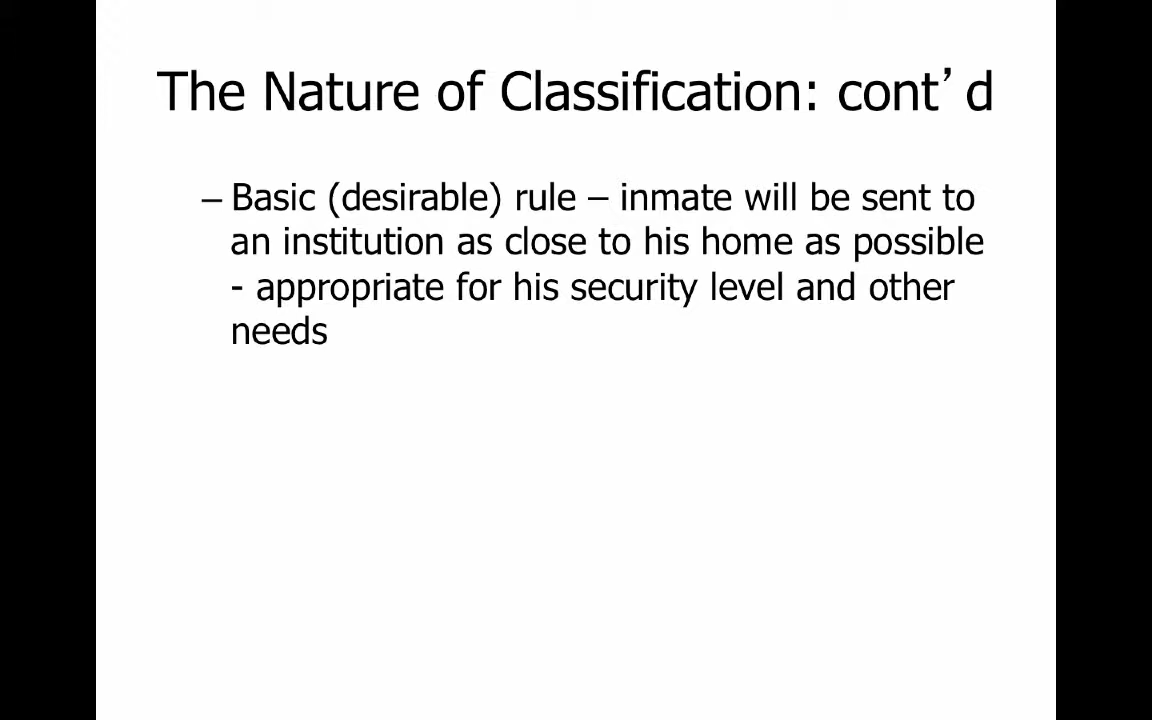 The Nature of Classification: cont’d
– Basic (desirable) rule – inmate will be sent to
an institution as close to his home as possible
- appropriate for his security level and other
needs